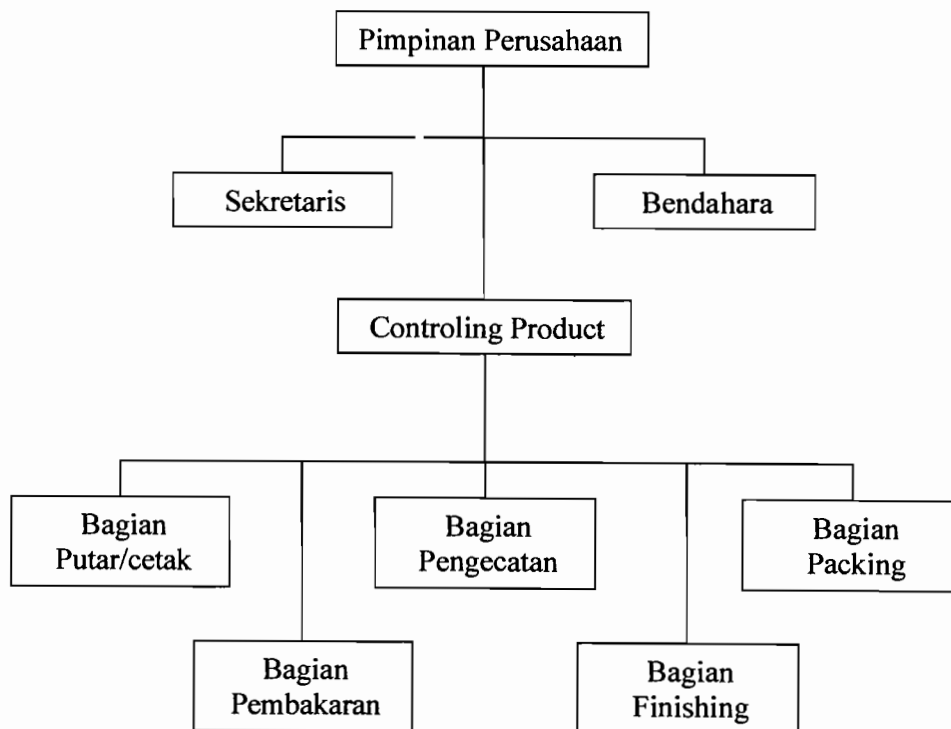 Pimpinan Perusahaan
Sekretaris
Bendahara
Controling Product
Bagian
Putar/cetak
Bagian
Pengecatan
Bagian
Packing
Bagian
Pembakaran
Bagian
Finishing